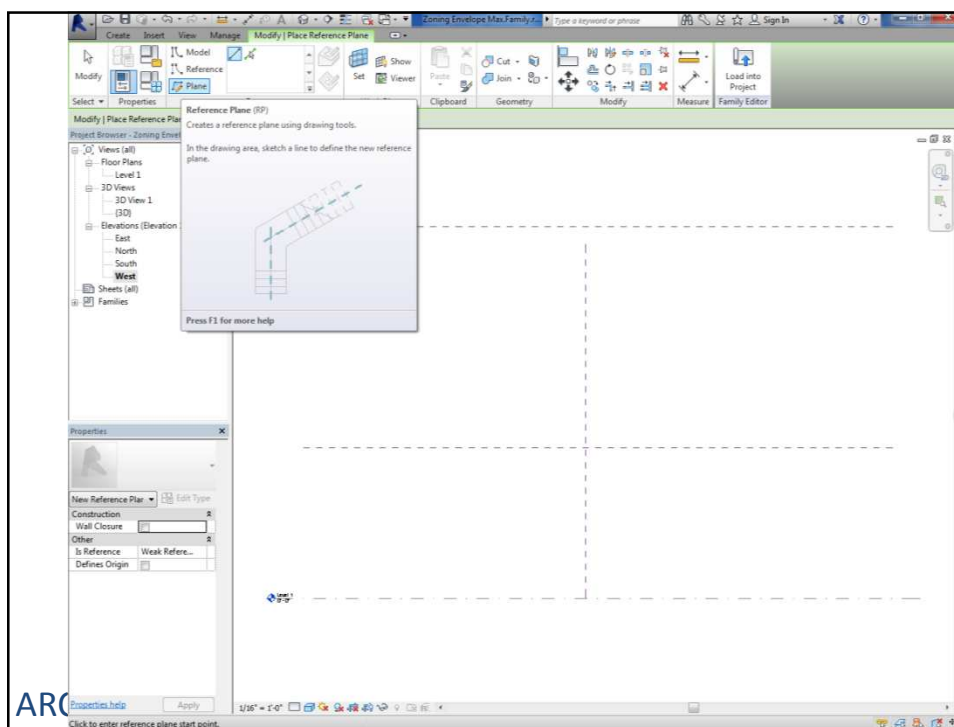 Zoning Envelope Max.Family.r...
Type a keyword or phrase
Sign In
Create Insert View Manage Modify | Place Reference Plane
Modify
Model
Reference
Plane
Set
Show
Viewer
Paste
Cut
Join
Load into
Project
Select Properties Clipboard Geometry Modify Measure Family Editor
Modify | Place Reference Plan
Reference Plane (RP)
Creates a reference plane using drawing tools.
In the drawing area, sketch a line to define the new reference
plane.
Press F1 for more help
Project Browser - Zoning Envel
Views (all)
Floor Plans
Level 1
3D Views
3D View 1
{3D}
Elevations (Elevation
East
North
South
West
Sheets (all)
Families
Properties
New Reference Plar
Edit Type
Construction
Wall Closure
Other
Is Reference Weak Refere...
Defines Origin
Level 1
0'-0"
ARC
Properties help
Apply
1/16" = 1'-0"
Click to enter reference plane start point.